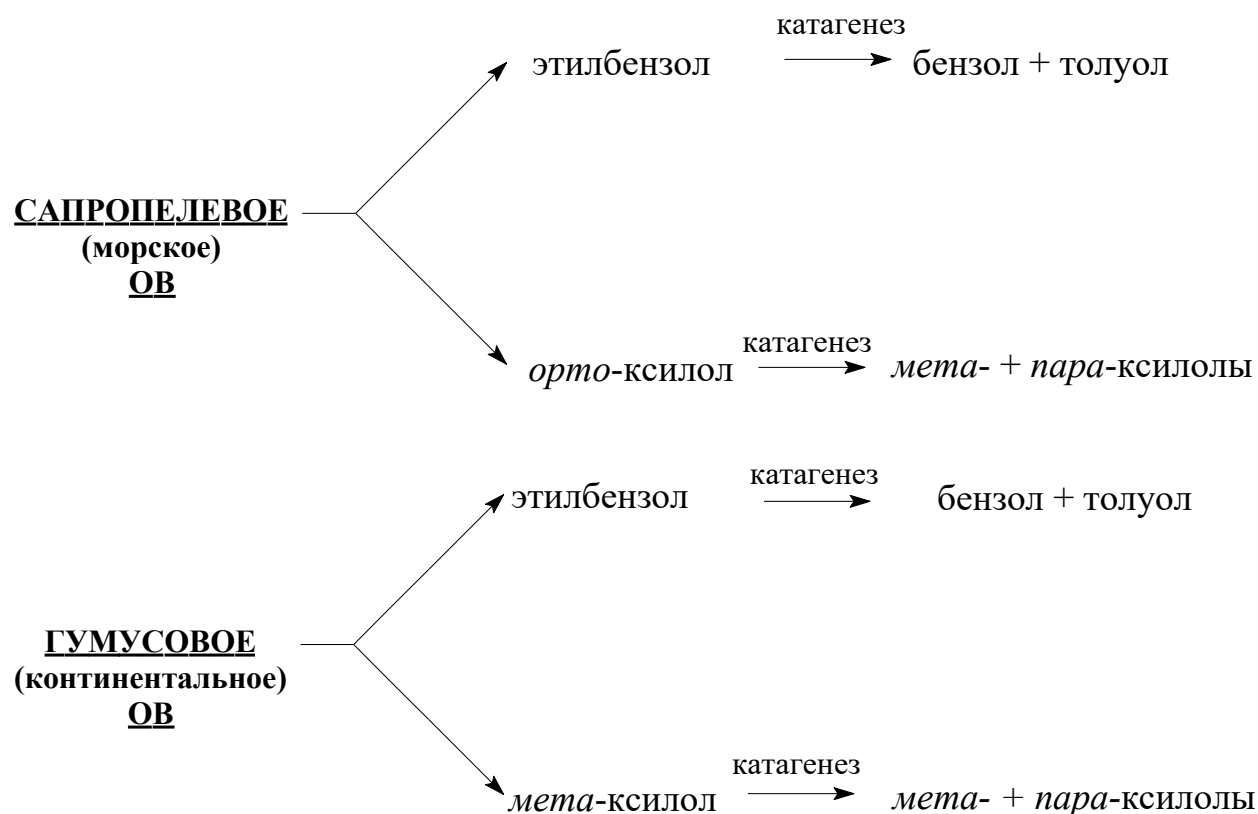 катагенез
этилбензол бензол + толуол
САПРОПЕЛЕВОЕ
(морское)
ОВ
катагенез
орто-ксилол мета- + пара-ксилолы
катагенез
этилбензол бензол + толуол
ГУМУСОВОЕ
(континентальное)
ОВ
катагенез
мета-ксилол мета- + пара-ксилолы